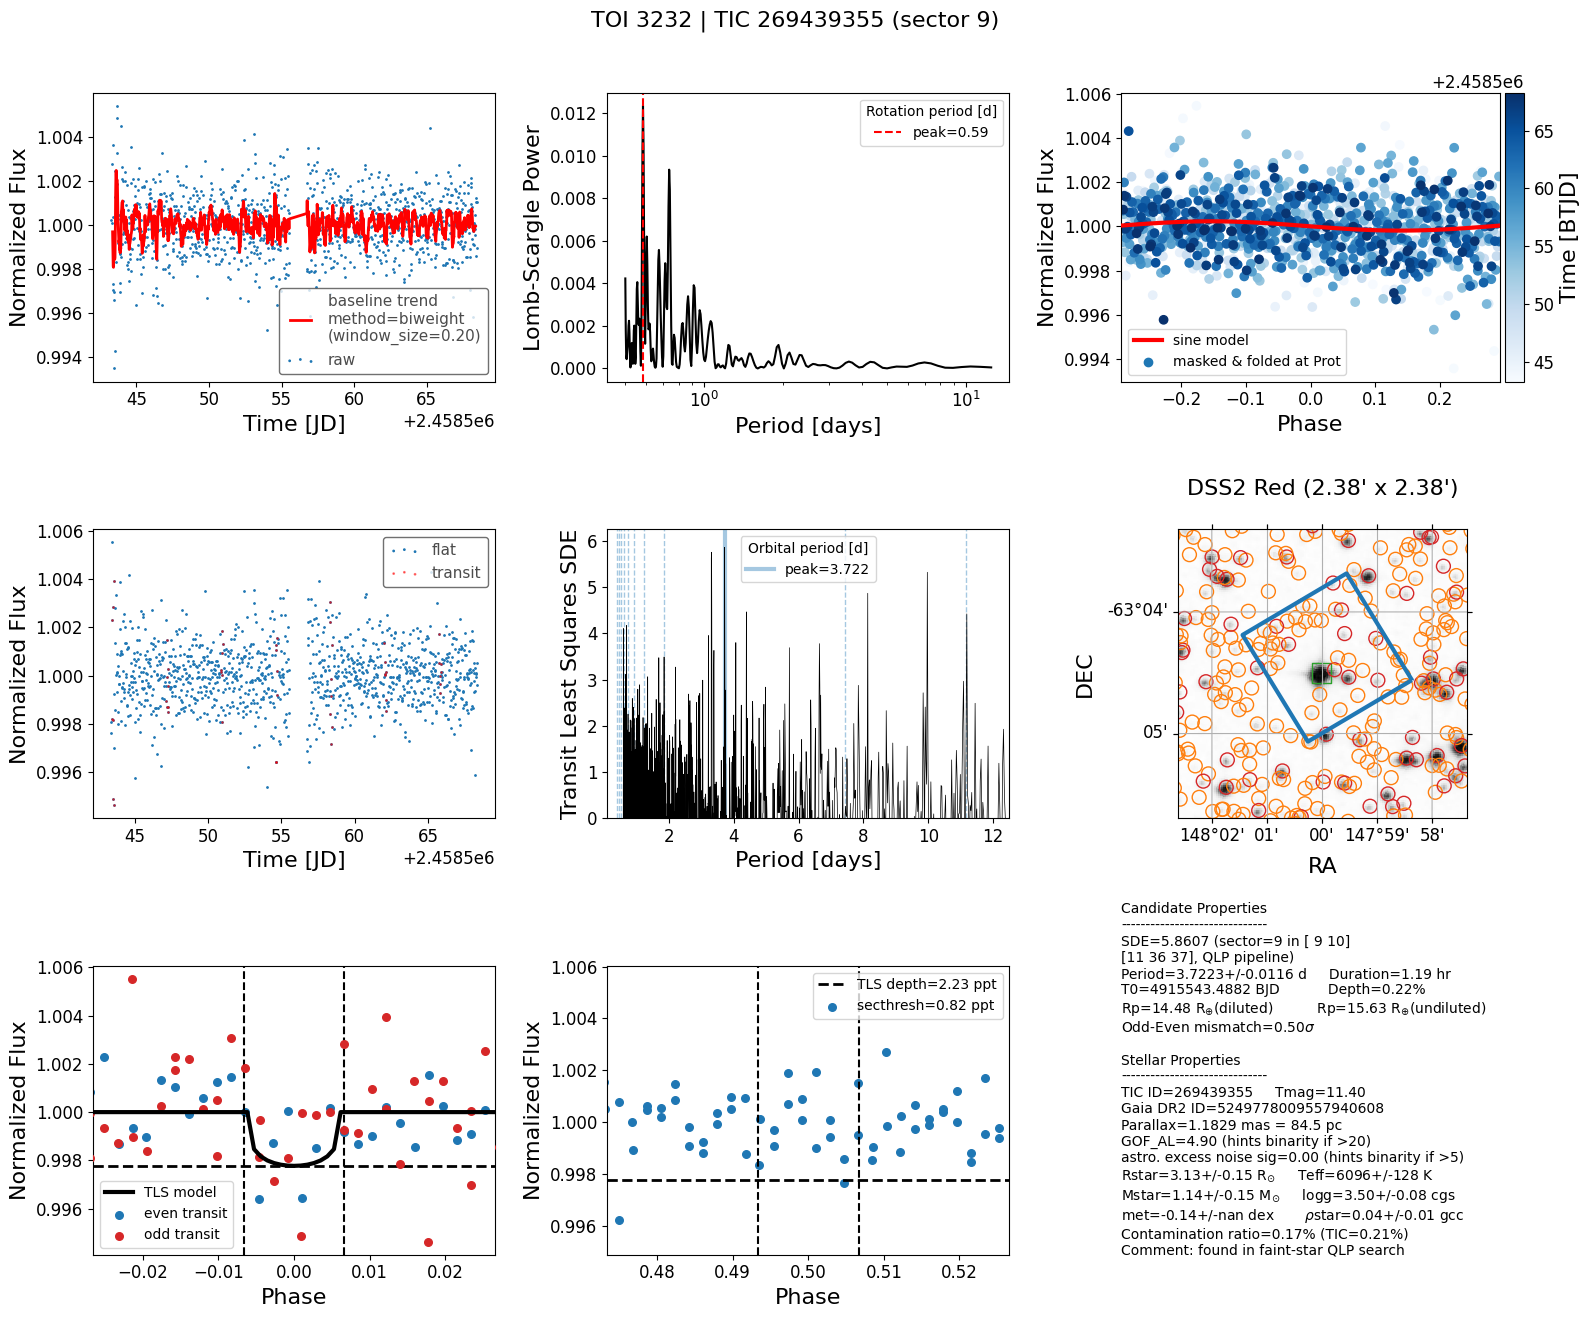 TOI 3232 | TIC 269439355 (sector 9)
Normalized Flux
1.004
1.002
1.000
0.998
0.996
0.994
baseline trend
method=biweight
(window_size=0.20)
raw
45
50
55
60
65
Time [JD]
+2.4585e6
Lomb-Scargle Power
0.012
0.010
0.008
0.006
0.004
0.002
0.000
Rotation period [d]
peak=0.59
10⁰
10¹
Period [days]
+2.4585e6
Normalized Flux
1.006
1.004
1.002
1.000
0.998
0.996
0.994
sine model
masked & folded at Prot
−0.2
−0.1
0.0
0.1
0.2
Phase
65
60
55
50
45
Time [BTJD]
Normalized Flux
1.006
1.004
1.002
1.000
0.998
0.996
flat
transit
45
50
55
60
65
Time [JD]
+2.4585e6
Transit Least Squares SDE
6
5
4
3
2
1
0
Orbital period [d]
peak=3.722
2
4
6
8
10
12
Period [days]
DSS2 Red (2.38' x 2.38')
DEC
-63°04'
05'
148°02'
01'
00'
147°59'
58'
RA
Normalized Flux
1.006
1.004
1.002
1.000
0.998
0.996
TLS model
even transit
odd transit
−0.02
−0.01
0.00
0.01
0.02
Phase
Normalized Flux
1.006
1.004
1.002
1.000
0.998
0.996
TLS depth=2.23 ppt
secthresh=0.82 ppt
0.48
0.49
0.50
0.51
0.52
Phase
Candidate Properties
-------------------------------
SDE=5.8607 (sector=9 in [ 9 10]
[11 36 37], QLP pipeline)
Period=3.7223+/-0.0116 d Duration=1.19 hr
T0=4915543.4882 BJD Depth=0.22%
Rp=14.48 R⊕(diluted) Rp=15.63 R⊕(undiluted)
Odd-Even mismatch=0.50σ
Stellar Properties
-------------------------------
TIC ID=269439355 Tmag=11.40
Gaia DR2 ID=5249778009557940608
Parallax=1.1829 mas = 84.5 pc
GOF_AL=4.90 (hints binarity if >20)
astro. excess noise sig=0.00 (hints binarity if >5)
Rstar=3.13+/-0.15 R⊙ Teff=6096+/-128 K
Mstar=1.14+/-0.15 M⊙ logg=3.50+/-0.08 cgs
met=-0.14+/-nan dex ρstar=0.04+/-0.01 gcc
Contamination ratio=0.17% (TIC=0.21%)
Comment: found in faint-star QLP search